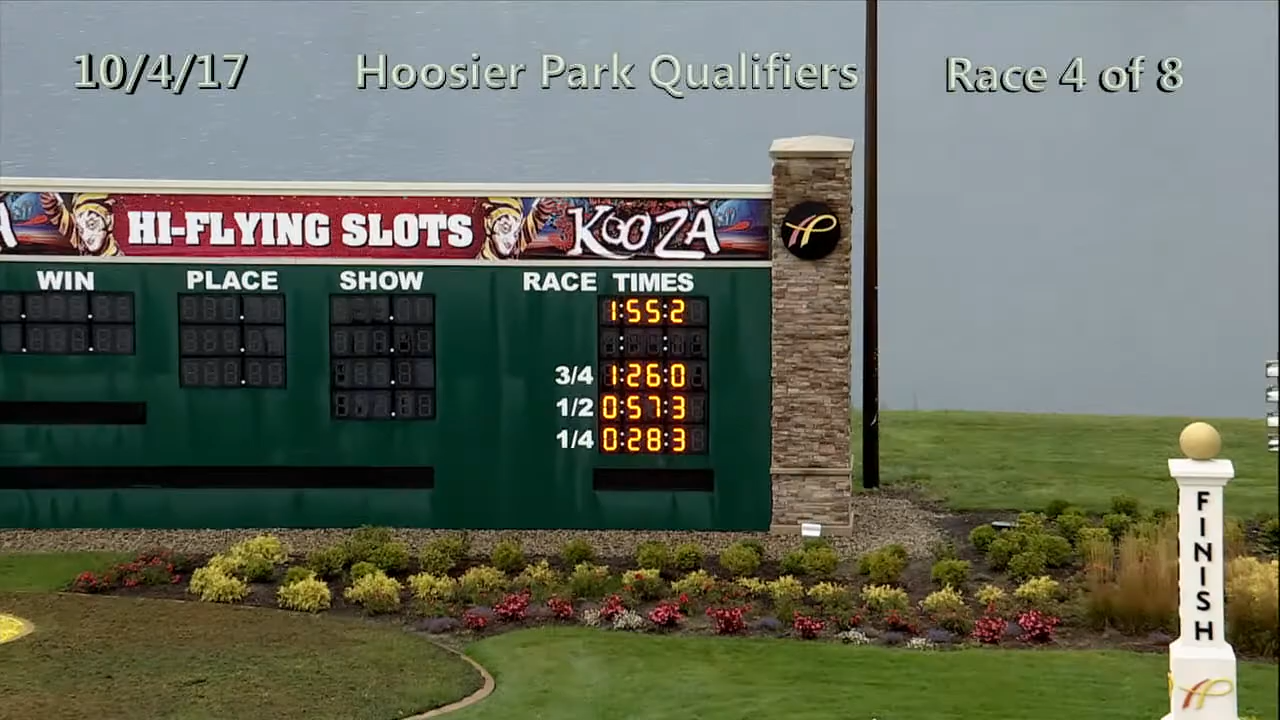 10/4/17 Hoosier Park Qualifiers Race 4 of 8
HI-FLYING SLOTS KOOZA
WIN PLACE SHOW RACE TIMES
1:55:2
3/4 1:26:0
1/2 0:57:3
1/4 0:28:3
FINISH